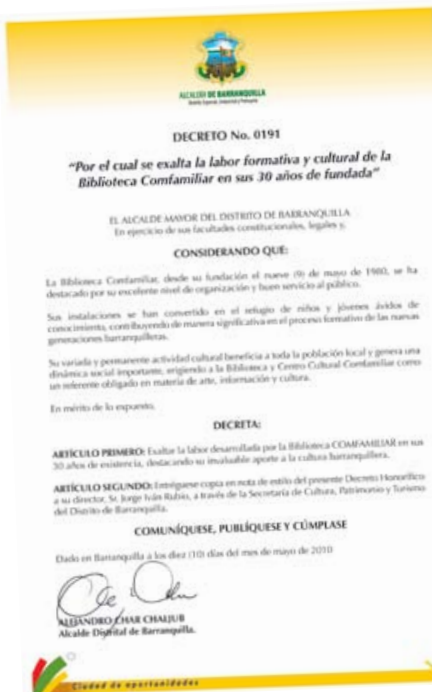 ALCALDÍA DE BARRANQUILLA
Distrito Especial, Industrial y Portuario
DECRETO No. 0191
"Por el cual se exalta la labor formativa y cultural de la
Biblioteca Comfamiliar en sus 30 años de fundada"
EL ALCALDE MAYOR DEL DISTRITO DE BARRANQUILLA
En ejercicio de sus facultades constitucionales, legales y,
CONSIDERANDO QUE:
La Biblioteca Comfamiliar, desde su fundación el nueve (9) de mayo de 1980, se ha
destacado por su excelente nivel de organización y buen servicio al público.
Sus instalaciones se han convertido en el refugio de niños y jóvenes ávidos de
conocimiento, contribuyendo de manera significativa en el proceso formativo de las nuevas
generaciones barranquilleras.
Su variada y permanente actividad cultural beneficia a toda la población local y genera una
dinámica social importante, erigiendo a la Biblioteca y Centro Cultural Comfamiliar como
un referente obligado en materia de arte, información y cultura.
En mérito de lo expuesto,
DECRETA:
ARTÍCULO PRIMERO: Exaltar la labor desarrollada por la Biblioteca COMFAMILIAR en sus
30 años de existencia, destacando su invaluable aporte a la cultura barranquillera.
ARTÍCULO SEGUNDO: Entréguese copia en nota de estilo del presente Decreto Honorífico
a su director, Sr. Jorge Iván Rubio, a través de la Secretaría de Cultura, Patrimonio y Turismo
del Distrito de Barranquilla.
COMUNÍQUESE, PUBLÍQUESE Y CÚMPLASE
Dado en Barranquilla a los diez (10) días del mes de mayo de 2010
ALEJANDRO CHAR CHALJUB
Alcalde Distrital de Barranquilla.
Ciudad de oportunidades